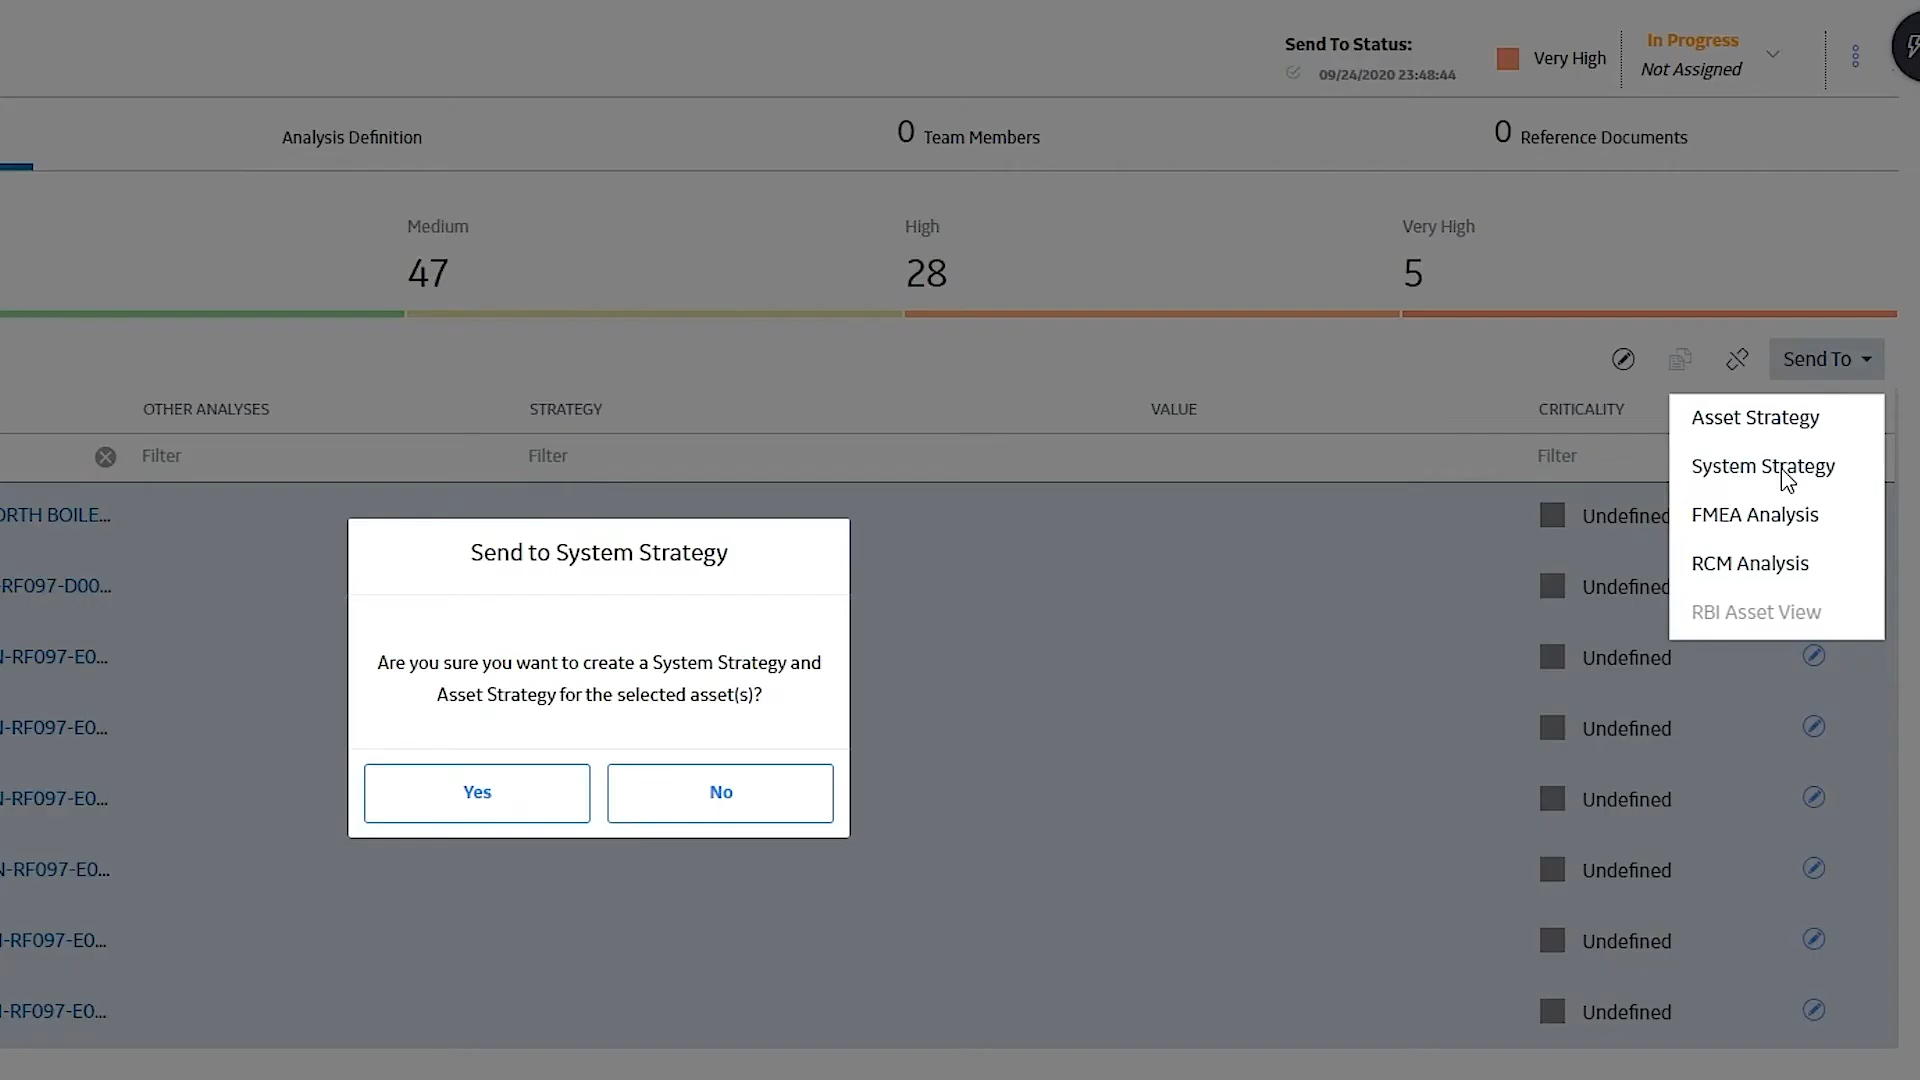 Send To Status:
09/24/2020 23:48:44
Very High
In Progress
Not Assigned
Analysis Definition
0 Team Members
0 Reference Documents
Medium
47
High
28
Very High
5
Send To
OTHER ANALYSES
STRATEGY
VALUE
CRITICALITY
Filter
Filter
Filter
Asset Strategy
System Strategy
FMEA Analysis
RCM Analysis
RBI Asset View
ORTH BOILE...
Undefined
-RF097-D00...
Undefined
N-RF097-E0...
Undefined
N-RF097-E0...
Undefined
N-RF097-E0...
Undefined
N-RF097-E0...
Undefined
N-RF097-E0...
Undefined
-RF097-E0...
Undefined
Send to System Strategy
Are you sure you want to create a System Strategy and
Asset Strategy for the selected asset(s)?
Yes
No